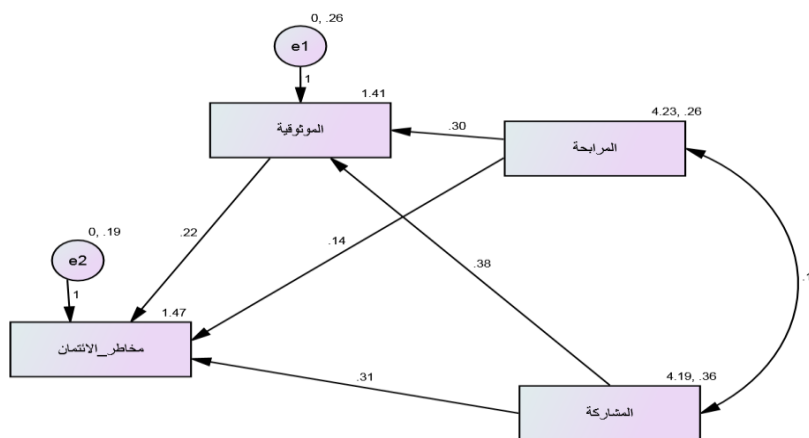 0, .26
e1
1
1.41
الموثوقية
4.23, .26
المرابحة
.30
.22
.14
.38
0, .19
e2
1
1.47
مخاطر_الائتمان
.31
4.19, .36
المشاركة